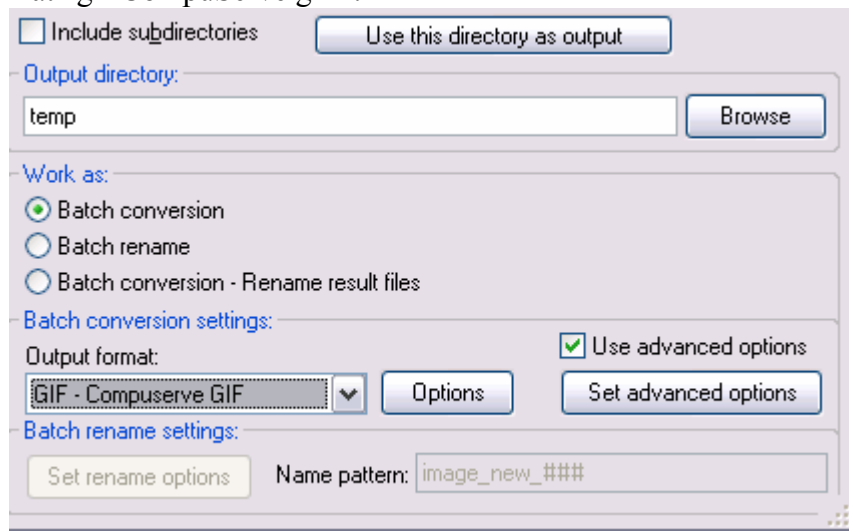 Include subdirectories Use this directory as output
Output directory:
temp Browse
Work as:
Batch conversion
Batch rename
Batch conversion - Rename result files
Batch conversion settings:
Use advanced options
Output format:
GIF - Compuserve GIF Options Set advanced options
Batch rename settings:
Set rename options Name pattern: image_new_###